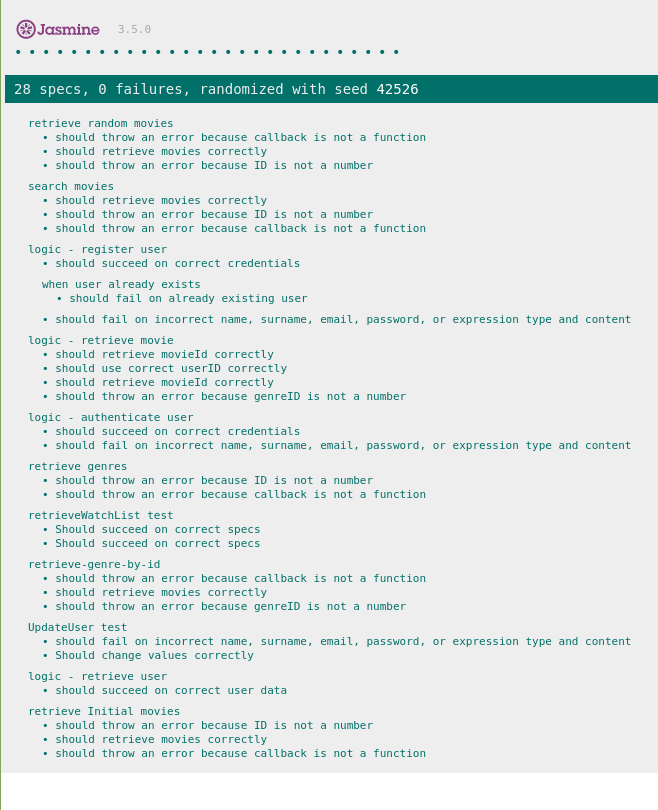 Jasmine 3.5.0
• • • • • • • • • • • • • • • • • • • • • • • • • • • •
28 specs, 0 failures, randomized with seed 42526
retrieve random movies
• should throw an error because callback is not a function
• should retrieve movies correctly
• should throw an error because ID is not a number
search movies
• should retrieve movies correctly
• should throw an error because ID is not a number
• should throw an error because callback is not a function
logic - register user
• should succeed on correct credentials
when user already exists
• should fail on already existing user
• should fail on incorrect name, surname, email, password, or expression type and content
logic - retrieve movie
• should retrieve movieId correctly
• should use correct userID correctly
• should retrieve movieId correctly
• should throw an error because genreID is not a number
logic - authenticate user
• should succeed on correct credentials
• should fail on incorrect name, surname, email, password, or expression type and content
retrieve genres
• should throw an error because ID is not a number
• should throw an error because callback is not a function
retrieveWatchList test
• Should succeed on correct specs
• Should succeed on correct specs
retrieve-genre-by-id
• should throw an error because callback is not a function
• should retrieve movies correctly
• should throw an error because genreID is not a number
UpdateUser test
• should fail on incorrect name, surname, email, password, or expression type and content
• Should change values correctly
logic - retrieve user
• should succeed on correct user data
retrieve Initial movies
• should throw an error because ID is not a number
• should retrieve movies correctly
• should throw an error because callback is not a function